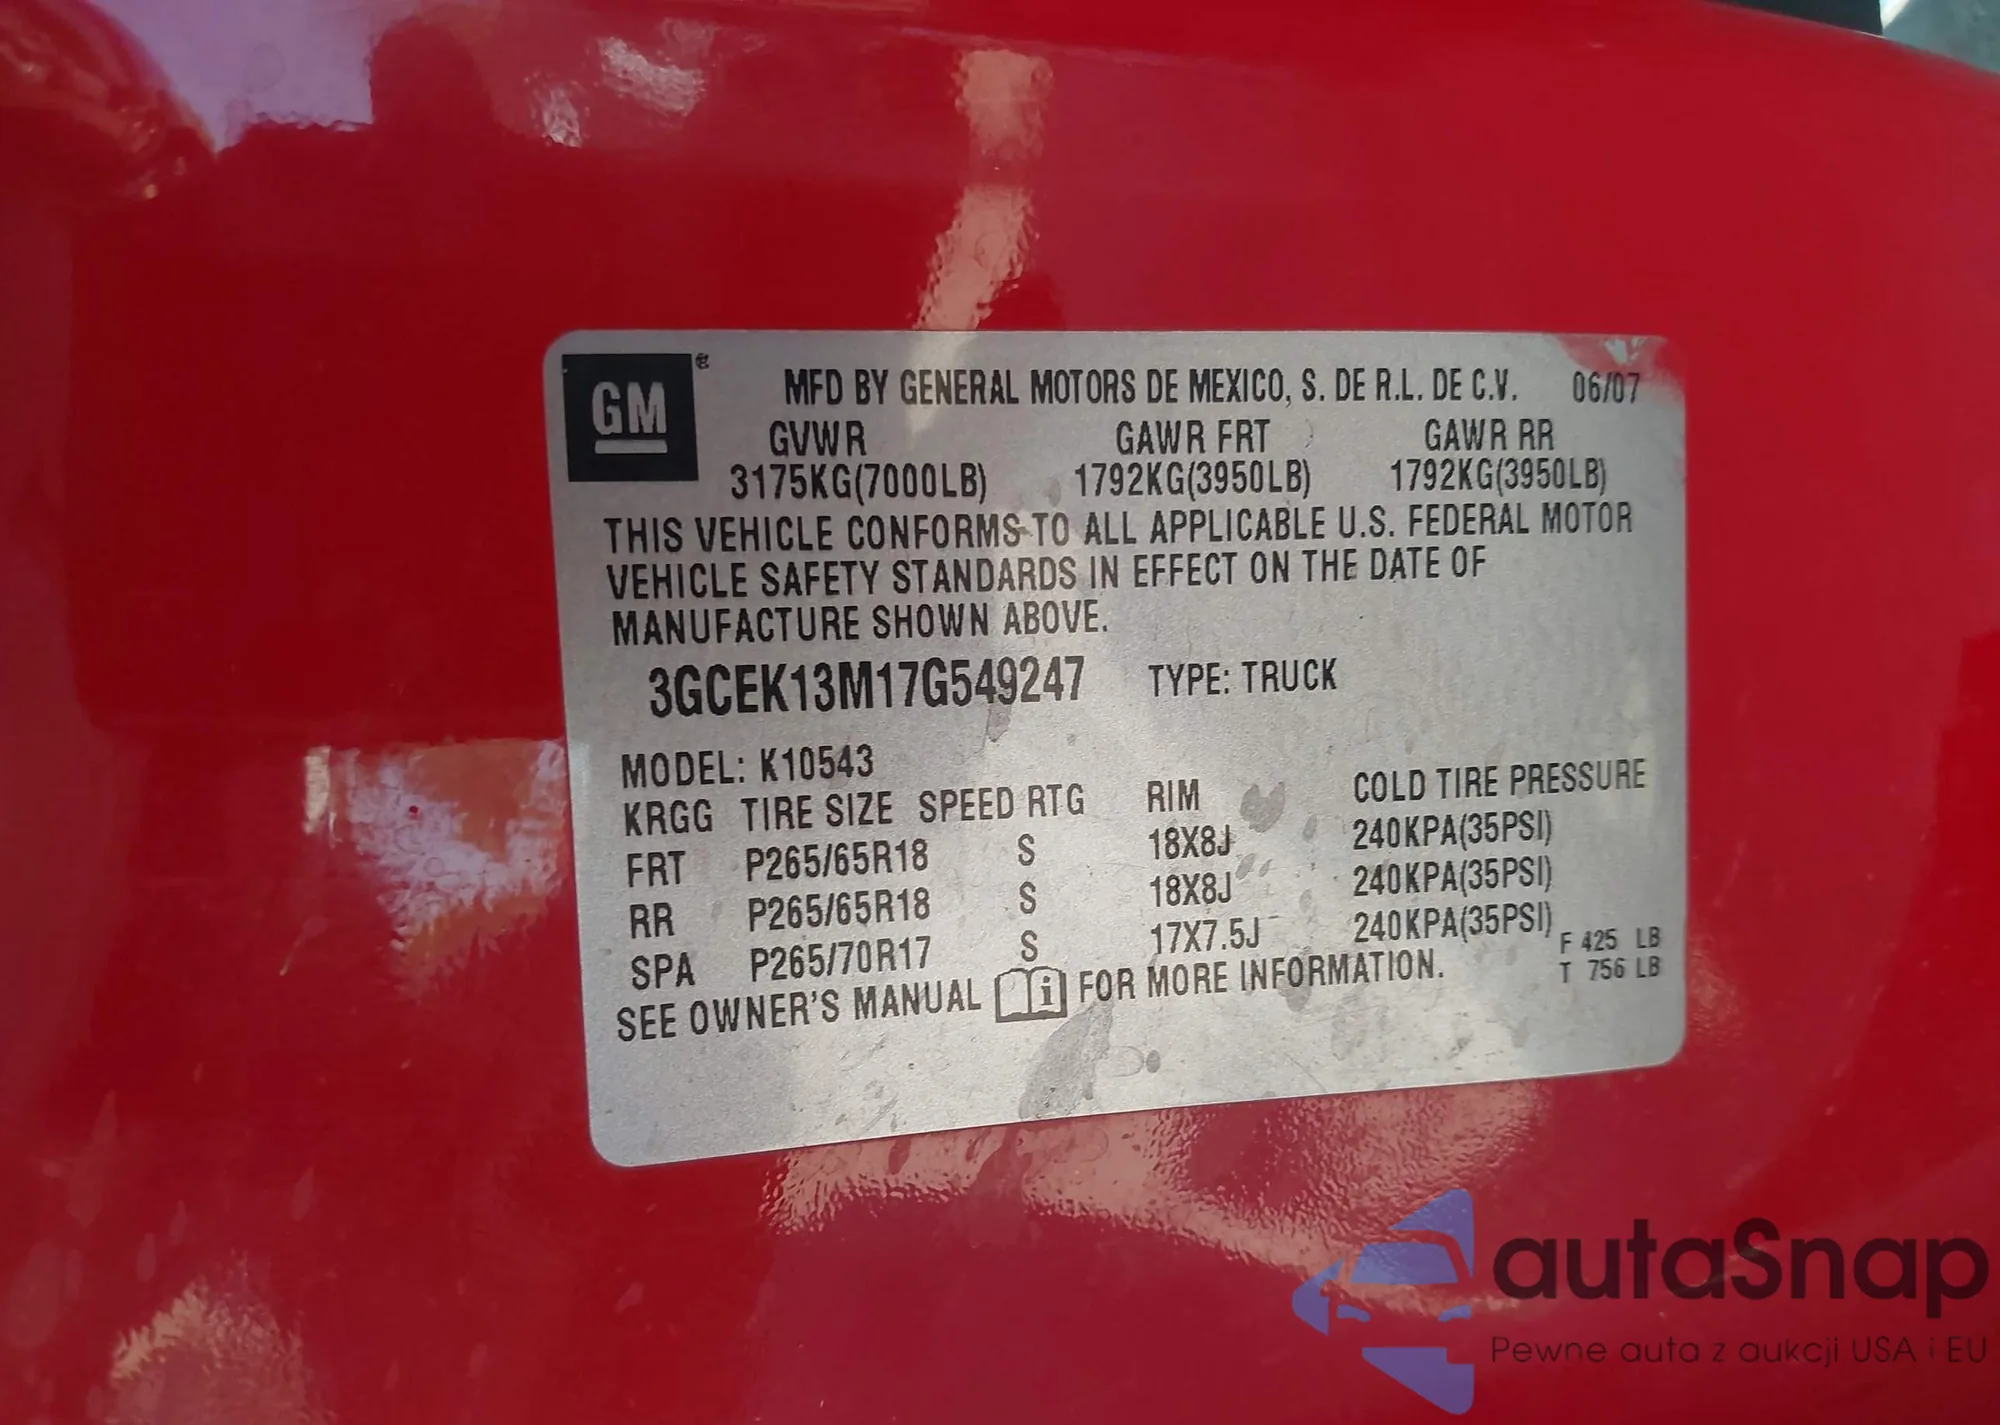 GM®
MFD BY GENERAL MOTORS DE MEXICO, S. DE R.L. DE C.V. 06/07
GVWR GAWR FRT GAWR RR
3175KG(7000LB) 1792KG(3950LB) 1792KG(3950LB)
THIS VEHICLE CONFORMS TO ALL APPLICABLE U.S. FEDERAL MOTOR
VEHICLE SAFETY STANDARDS IN EFFECT ON THE DATE OF
MANUFACTURE SHOWN ABOVE.
3GCEK13M17G549247 TYPE: TRUCK
MODEL: K10543
KRGG TIRE SIZE SPEED RTG RIM COLD TIRE PRESSURE
FRT P265/65R18 S 18X8J 240KPA(35PSI)
RR P265/65R18 S 18X8J 240KPA(35PSI)
SPA P265/70R17 S 17X7.5J 240KPA(35PSI)
F 425 LB
T 756 LB
SEE OWNER'S MANUAL i FOR MORE INFORMATION.
autaSnap
Pewne auta z aukcji USA i EU